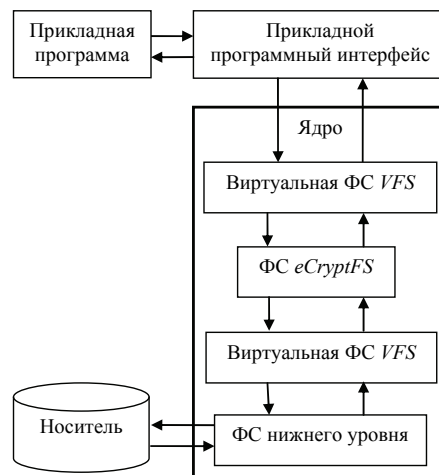 Прикладная
программа
Прикладной
программный интерфейс
Ядро
Виртуальная ФС VFS
ФС eCryptFS
Виртуальная ФС VFS
Носитель
ФС нижнего уровня